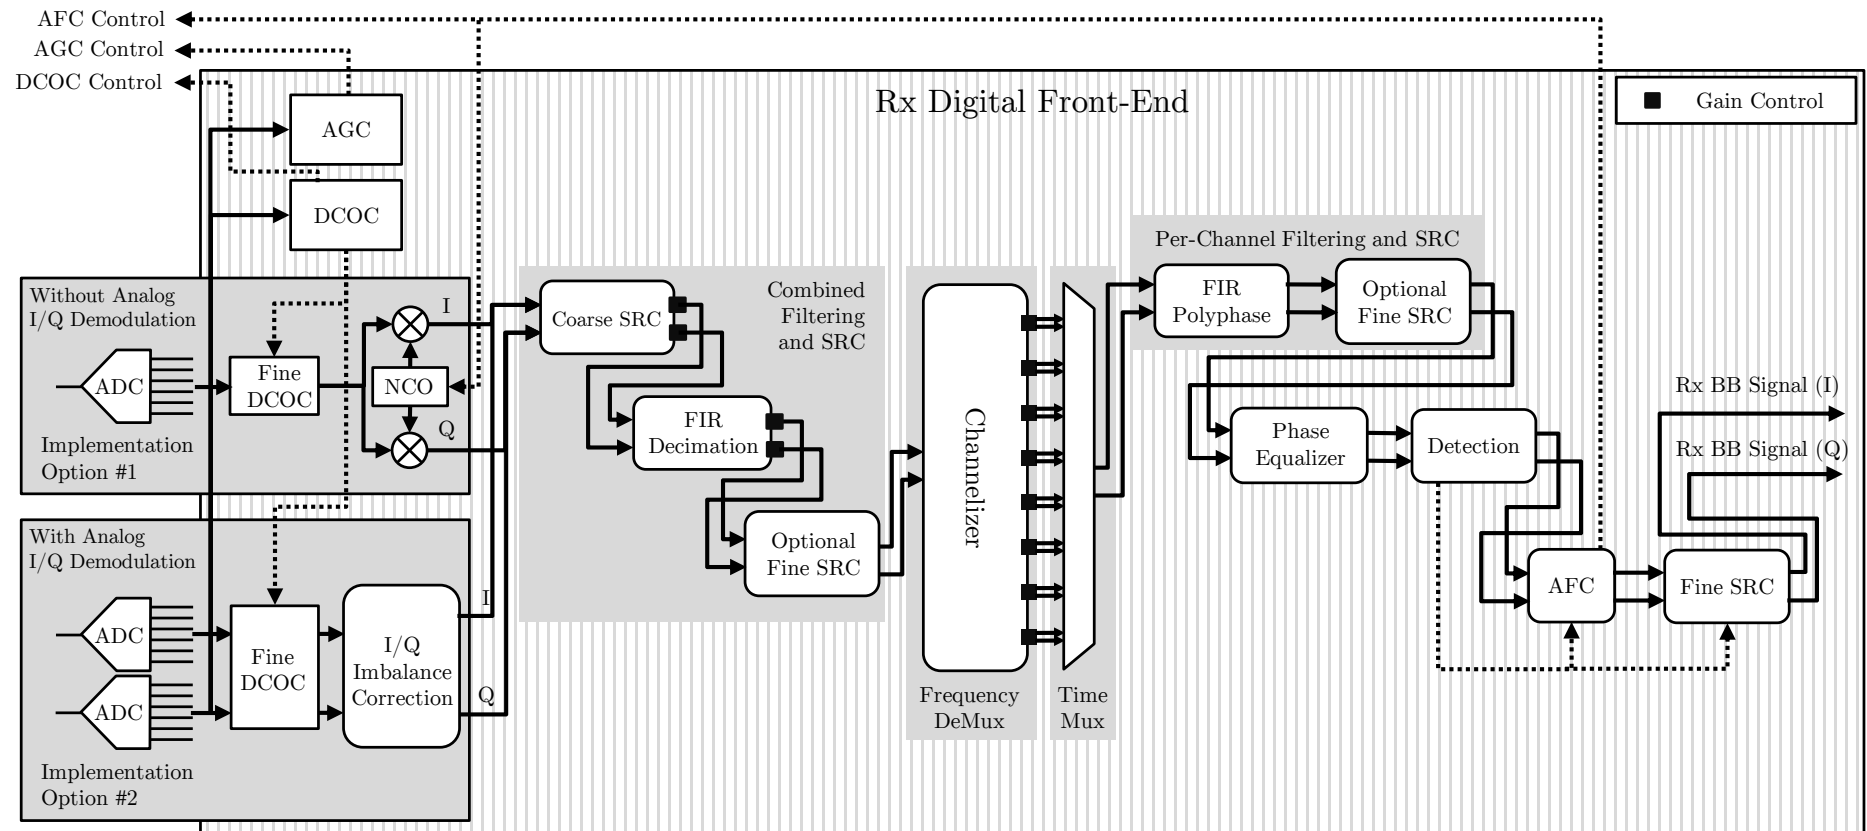 AFC Control
AGC Control
DCOC Control
Rx Digital Front-End
Gain Control
AGC
DCOC
Without Analog
I/Q Demodulation
ADC
Fine
DCOC
NCO
I
Q
Implementation
Option #1
With Analog
I/Q Demodulation
ADC
ADC
Fine
DCOC
I/Q
Imbalance
Correction
I
Q
Implementation
Option #2
Combined
Filtering
and SRC
Coarse SRC
FIR
Decimation
Optional
Fine SRC
Channelizer
Frequency
DeMux
Time
Mux
Per-Channel Filtering and SRC
FIR
Polyphase
Optional
Fine SRC
Phase
Equalizer
Detection
AFC
Fine SRC
Rx BB Signal (I)
Rx BB Signal (Q)